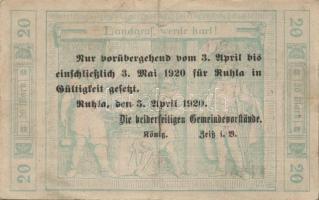 Landgraf, werde hart!
20
20
Nur vorübergehend vom 3. April bis
einschließlich 3. Mai 1920 für Ruhla in
Gültigkeit gesetzt.
Ruhla, den 3. April 1920.
Die beiderseitigen Gemeindevorstände.
König. Zeiß i. V.
20
20